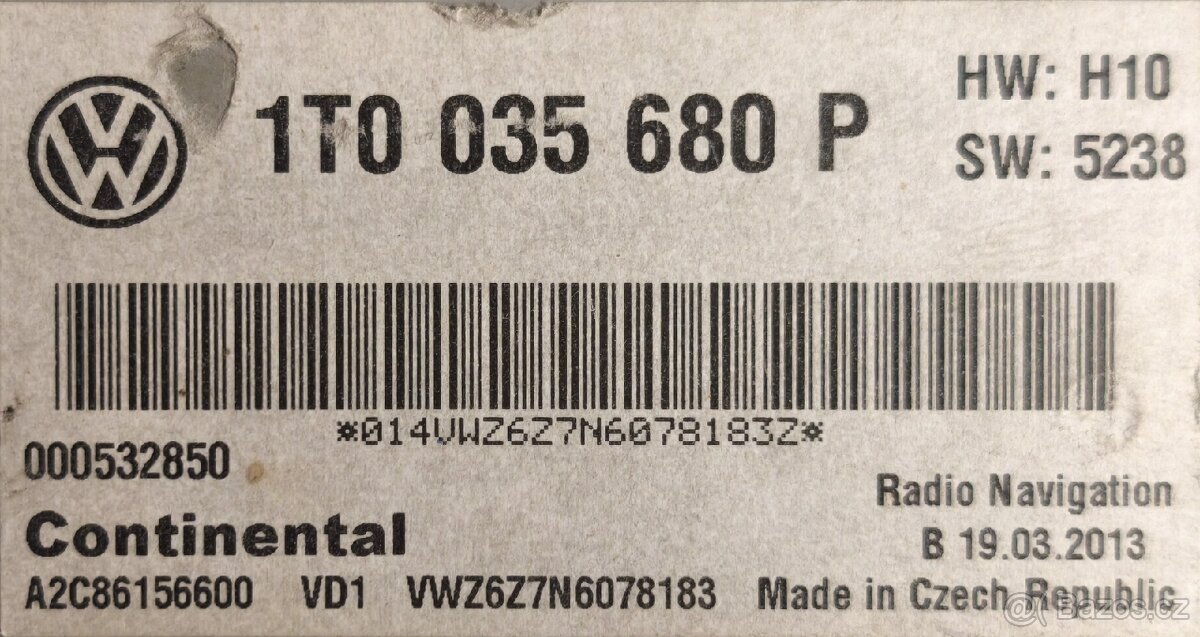 1T0 035 680 P
HW: H10
SW: 5238
*014VWZ6Z7N6078183Z*
000532850
Radio Navigation
Continental
B 19.03.2013
A2C86156600 VD1 VWZ6Z7N6078183 Made in Czech Republic
@Bazos.cz